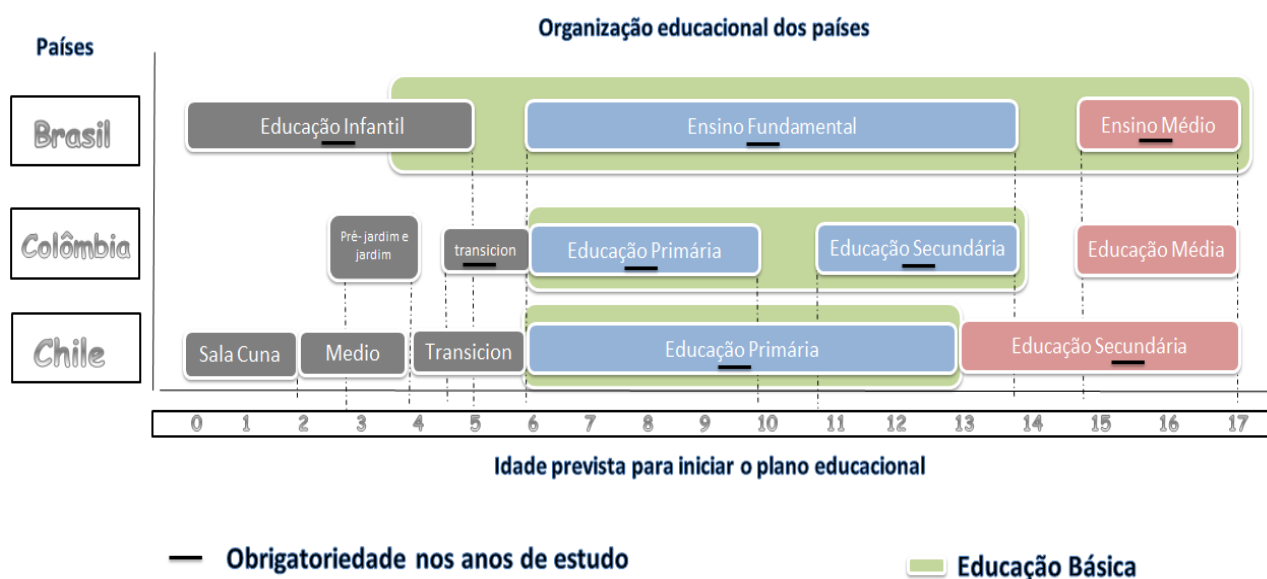 Organização educacional dos países
Países
Brasil
Educação Infantil
Ensino Fundamental
Ensino Médio
Colômbia
Pré- jardim e
jardim
transicion
Educação Primária
Educação Secundária
Educação Média
Chile
Sala Cuna
Medio
Transicion
Educação Primária
Educação Secundária
0 1 2 3 4 5 6 7 8 9 10 11 12 13 14 15 16 17
Idade prevista para iniciar o plano educacional
Obrigatoriedade nos anos de estudo
Educação Básica